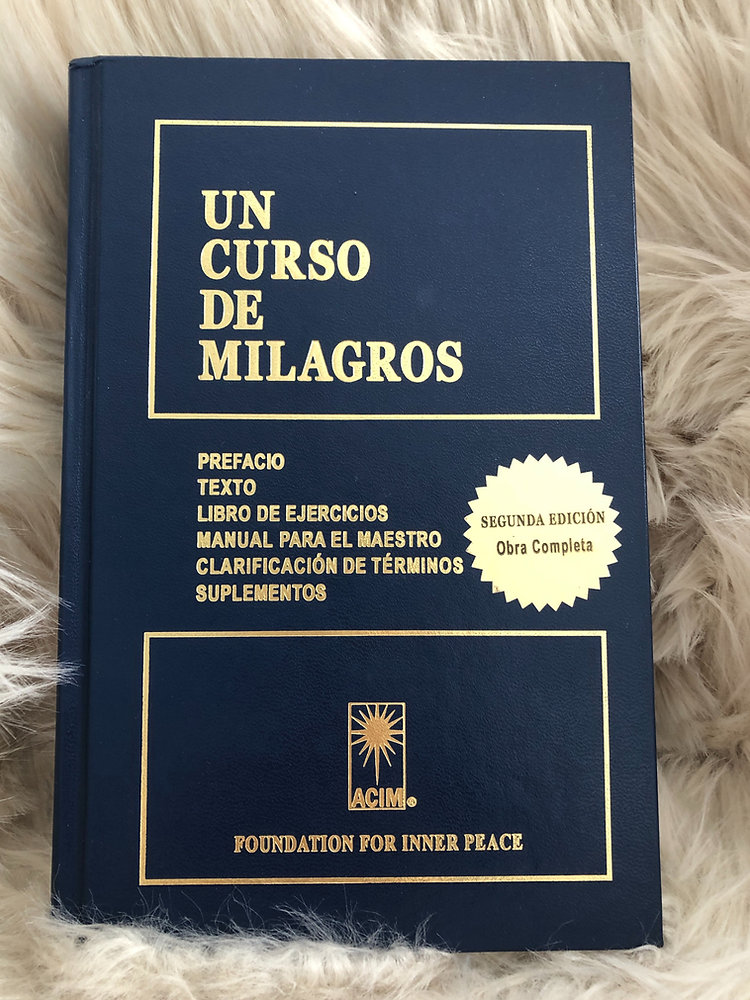 UN
CURSO
DE
MILAGROS
PREFACIO
TEXTO
LIBRO DE EJERCICIOS
MANUAL PARA EL MAESTRO
CLARIFICACIÓN DE TÉRMINOS
SUPLEMENTOS
SEGUNDA EDICIÓN
Obra Completa
ACIM®
FOUNDATION FOR INNER PEACE